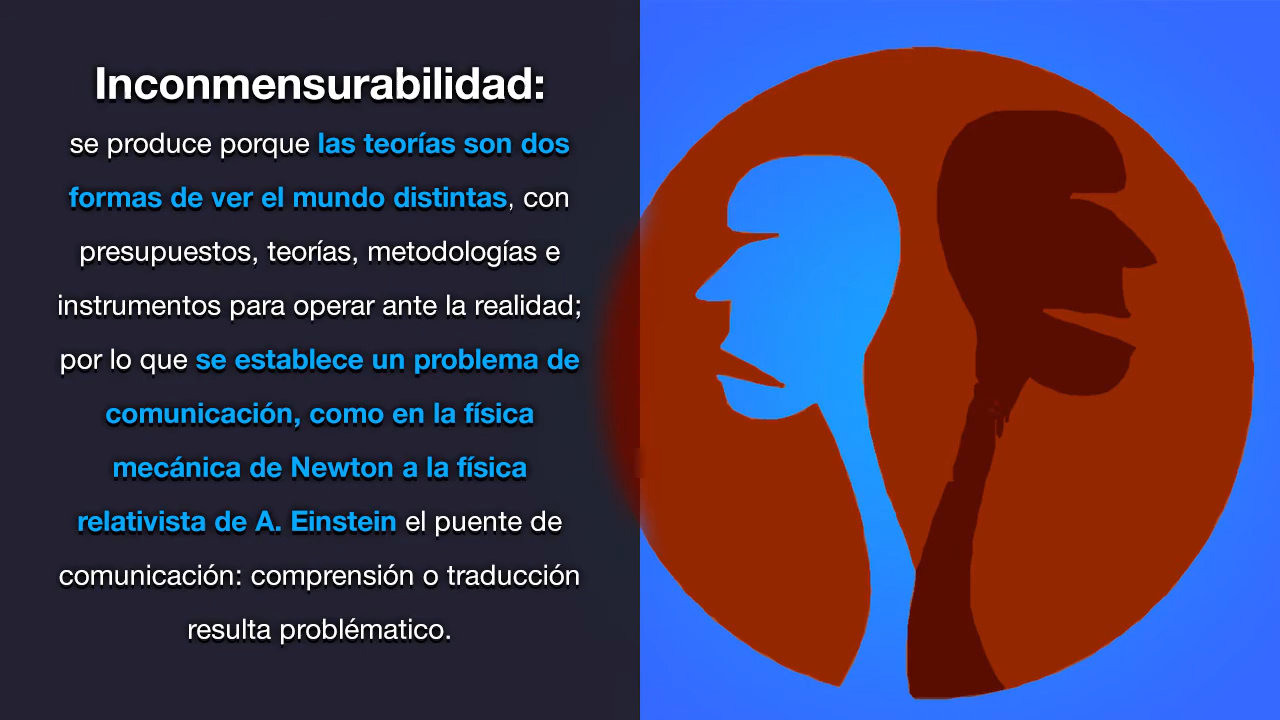 Inconmensurabilidad:
se produce porque las teorías son dos
formas de ver el mundo distintas, con
presupuestos, teorías, metodologías e
instrumentos para operar ante la realidad;
por lo que se establece un problema de
comunicación, como en la física
mecánica de Newton a la física
relativista de A. Einstein el puente de
comunicación: comprensión o traducción
resulta problématico.